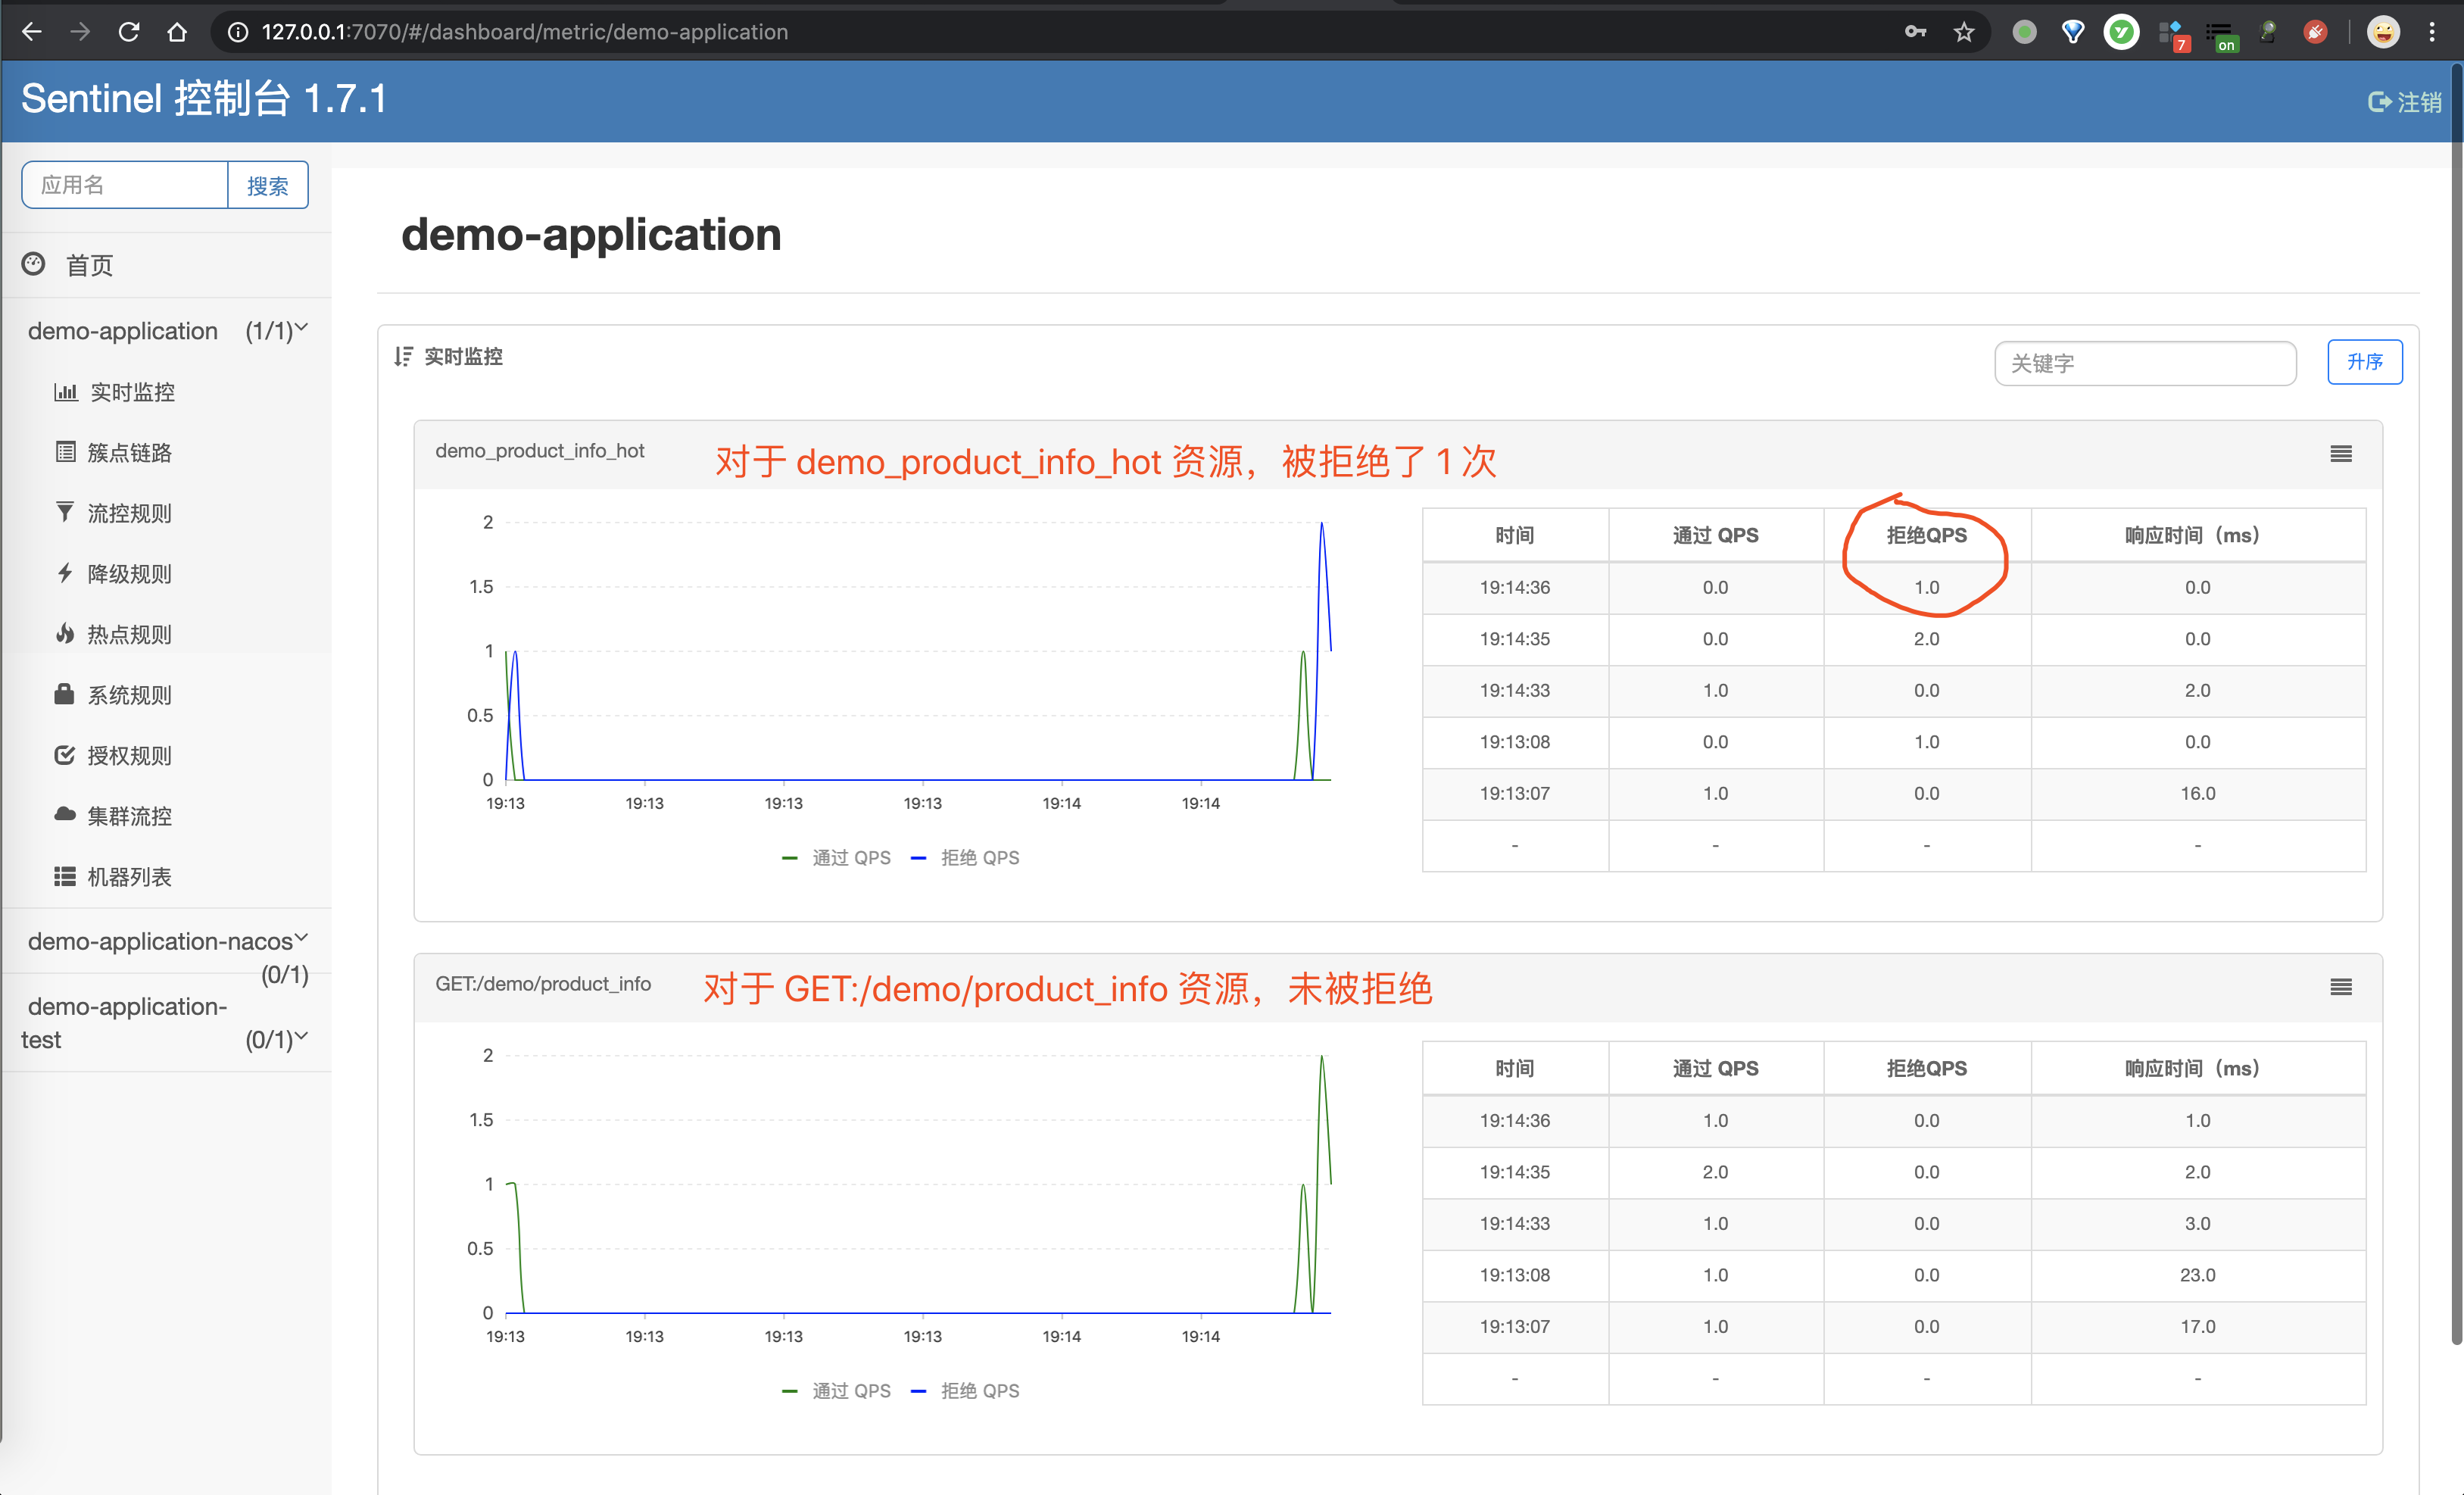 127.0.0.1:7070/#/dashboard/metric/demo-application
7
on
Sentinel 控制台 1.7.1
注销
应用名
搜索
首页
demo-application (1/1)
实时监控
簇点链路
流控规则
降级规则
热点规则
系统规则
授权规则
集群流控
机器列表
demo-application-nacos
(0/1)
demo-application-
test (0/1)
demo-application
实时监控
关键字
升序
demo_product_info_hot
对于 demo_product_info_hot 资源，被拒绝了 1 次
2
1.5
1
0.5
0
19:13 19:13 19:13 19:13 19:14 19:14
通过 QPS 拒绝 QPS
时间 通过 QPS 拒绝QPS 响应时间（ms）
19:14:36 0.0 1.0 0.0
19:14:35 0.0 2.0 0.0
19:14:33 1.0 0.0 2.0
19:13:08 0.0 1.0 0.0
19:13:07 1.0 0.0 16.0
- - - -
GET:/demo/product_info
对于 GET:/demo/product_info 资源，未被拒绝
2
1.5
1
0.5
0
19:13 19:13 19:13 19:13 19:14 19:14
通过 QPS 拒绝 QPS
时间 通过 QPS 拒绝QPS 响应时间（ms）
19:14:36 1.0 0.0 1.0
19:14:35 2.0 0.0 2.0
19:14:33 1.0 0.0 3.0
19:13:08 1.0 0.0 23.0
19:13:07 1.0 0.0 17.0
- - - -